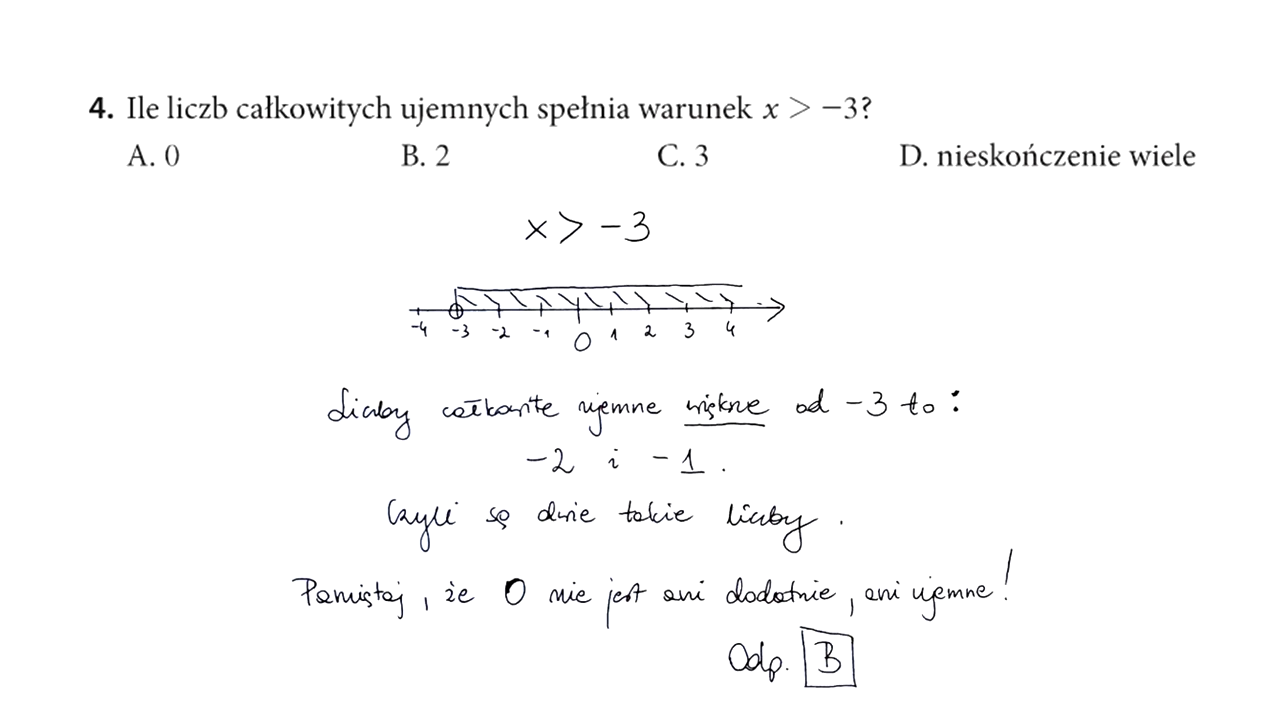 4. Ile liczb całkowitych ujemnych spełnia warunek x > −3?
A. 0 B. 2 C. 3 D. nieskończenie wiele
x > −3
-4 -3 -2 -1 0 1 2 3 4
Liczby całkowite ujemne większe od −3 to:
−2 i −1.
Czyli są dwie takie liczby.
Pamiętaj, że 0 nie jest ani dodatnie, ani ujemne!
Odp. B